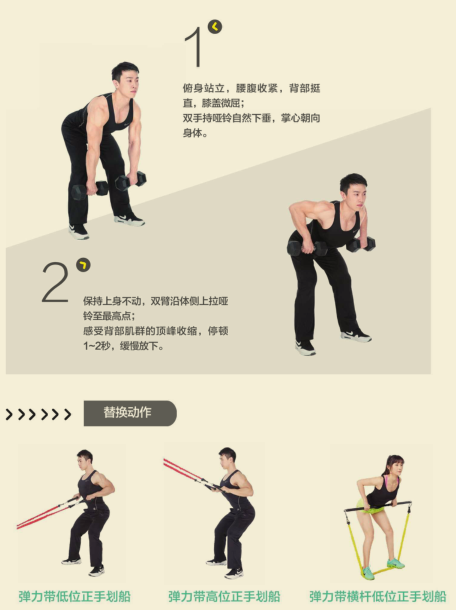 1
俯身站立，腰腹收紧，背部挺
直，膝盖微屈；
双手持哑铃自然下垂，掌心朝向
身体。
2
保持上身不动，双臂沿体侧上拉哑
铃至最高点；
感受背部肌群的顶峰收缩，停顿
1~2秒，缓慢放下。
替换动作
弹力带低位正手划船
弹力带高位正手划船
弹力带横杆低位正手划船